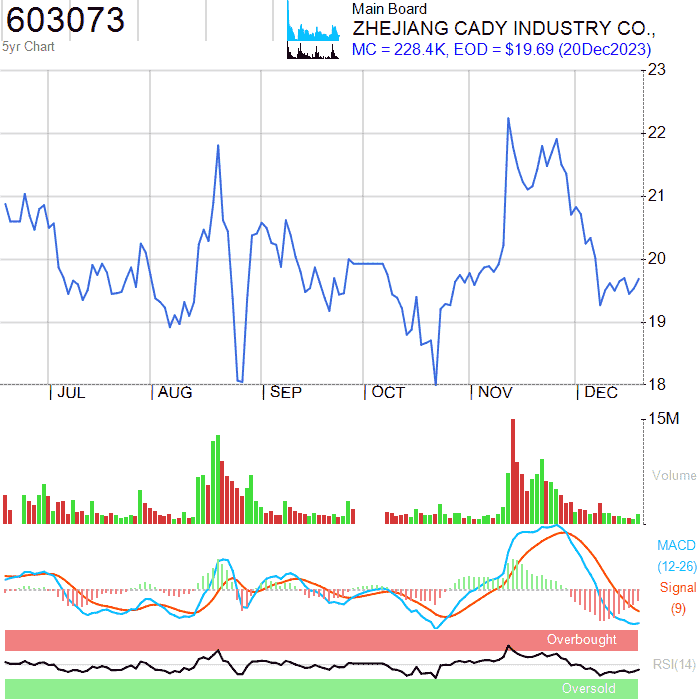 603073
5yr Chart
Main Board
ZHEJIANG CADY INDUSTRY CO.,
MC = 228.4K, EOD = $19.69 (20Dec2023)
23
22
21
20
19
18
JUL AUG SEP OCT NOV DEC
15M
Volume
MACD
(12-26)
Signal
(9)
Overbought
RSI(14)
Oversold